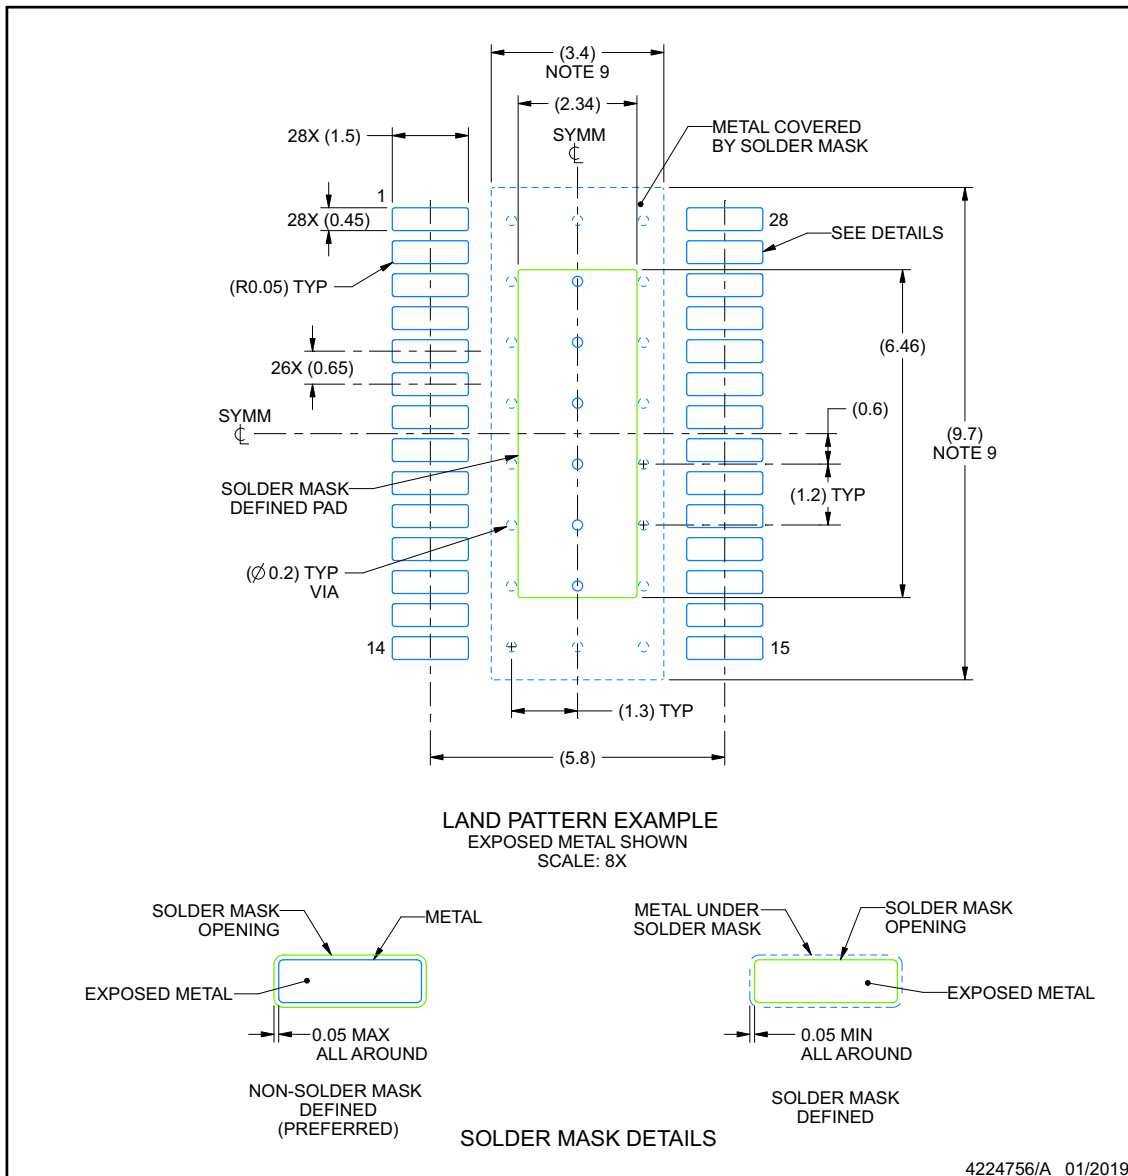 (3.4)
NOTE 9
(2.34)
SYMM
℄
METAL COVERED
BY SOLDER MASK
28X (1.5)
1
28X (0.45)
28
SEE DETAILS
(R0.05) TYP
(6.46)
26X (0.65)
(0.6)
SYMM
℄
(9.7)
NOTE 9
SOLDER MASK
DEFINED PAD
(1.2) TYP
(∅ 0.2) TYP
VIA
14
15
(1.3) TYP
(5.8)
LAND PATTERN EXAMPLE
EXPOSED METAL SHOWN
SCALE: 8X
SOLDER MASK
OPENING
METAL
EXPOSED METAL
0.05 MAX
ALL AROUND
NON-SOLDER MASK
DEFINED
(PREFERRED)
METAL UNDER
SOLDER MASK
SOLDER MASK
OPENING
EXPOSED METAL
0.05 MIN
ALL AROUND
SOLDER MASK
DEFINED
SOLDER MASK DETAILS
4224756/A 01/2019